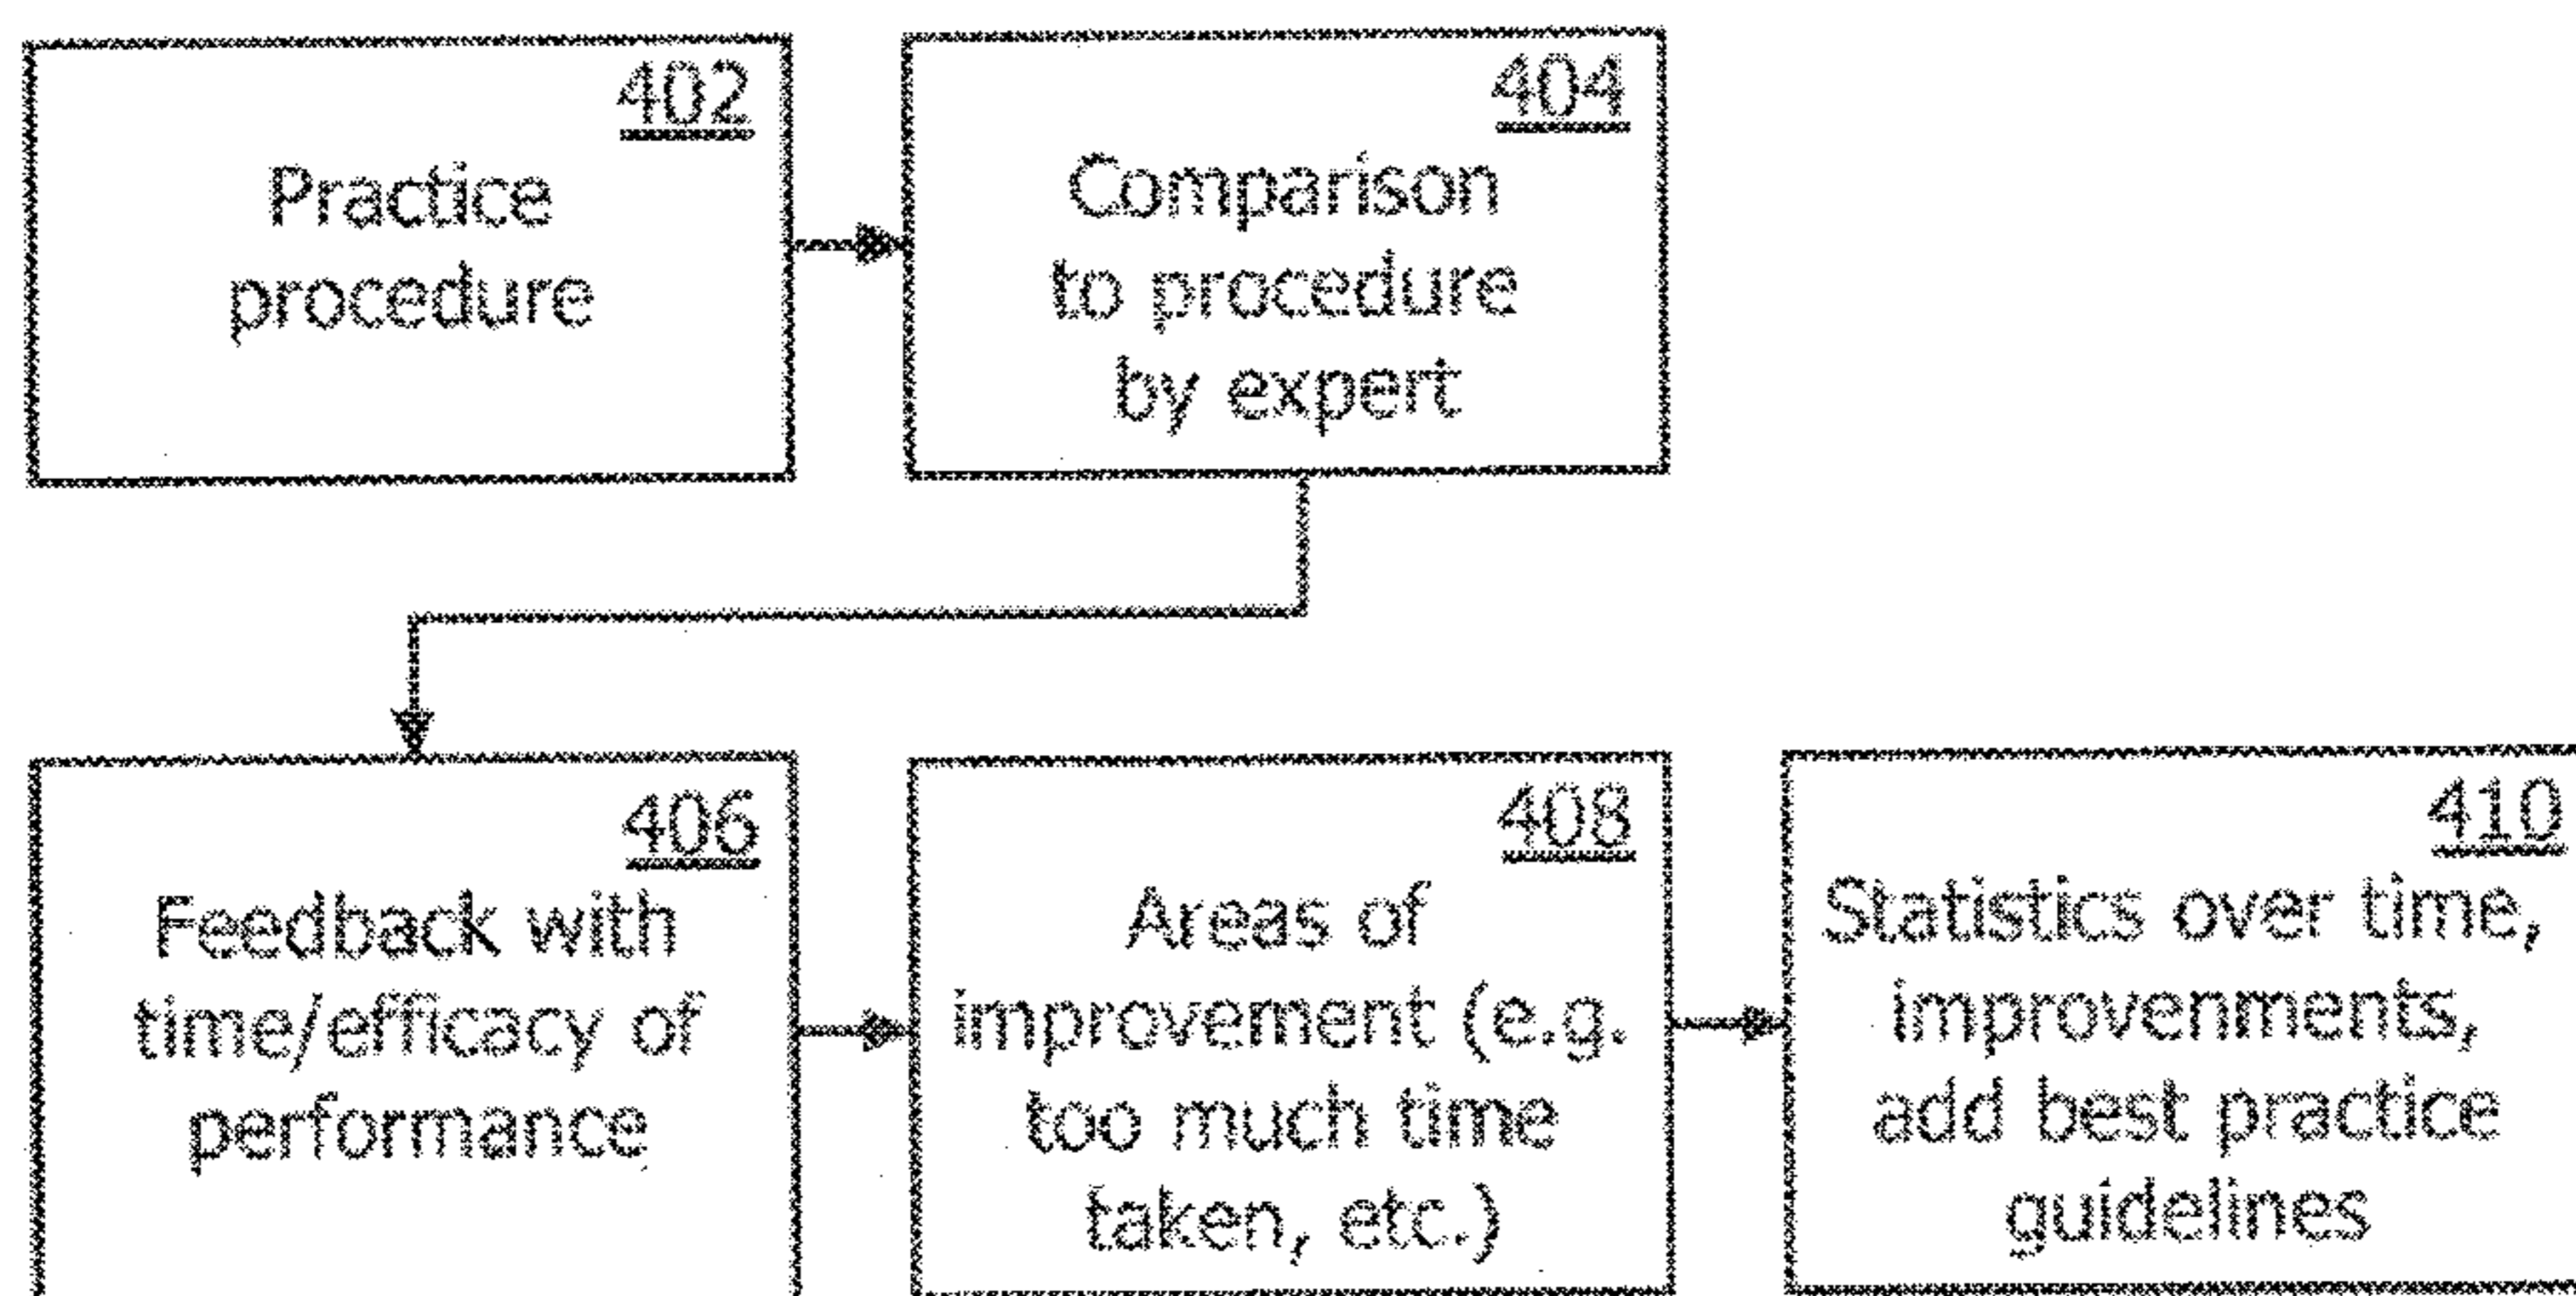 402
Practice
procedure
404
Comparison
to procedure
by expert
406
Feedback with
time/efficacy of
performance
408
Areas of
improvement (e.g.
too much time
taken, etc.)
410
Statistics over time,
improvenments,
add best practice
guidelines